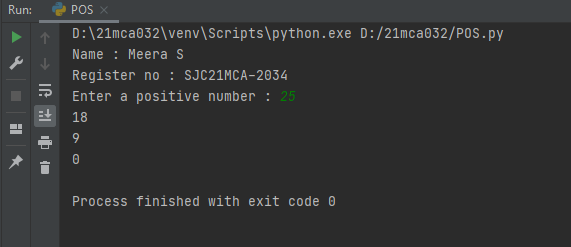 Run: POS
D:\21mca032\venv\Scripts\python.exe D:/21mca032/POS.py
Name : Meera S
Register no : SJC21MCA-2034
Enter a positive number : 25
18
9
0
Process finished with exit code 0